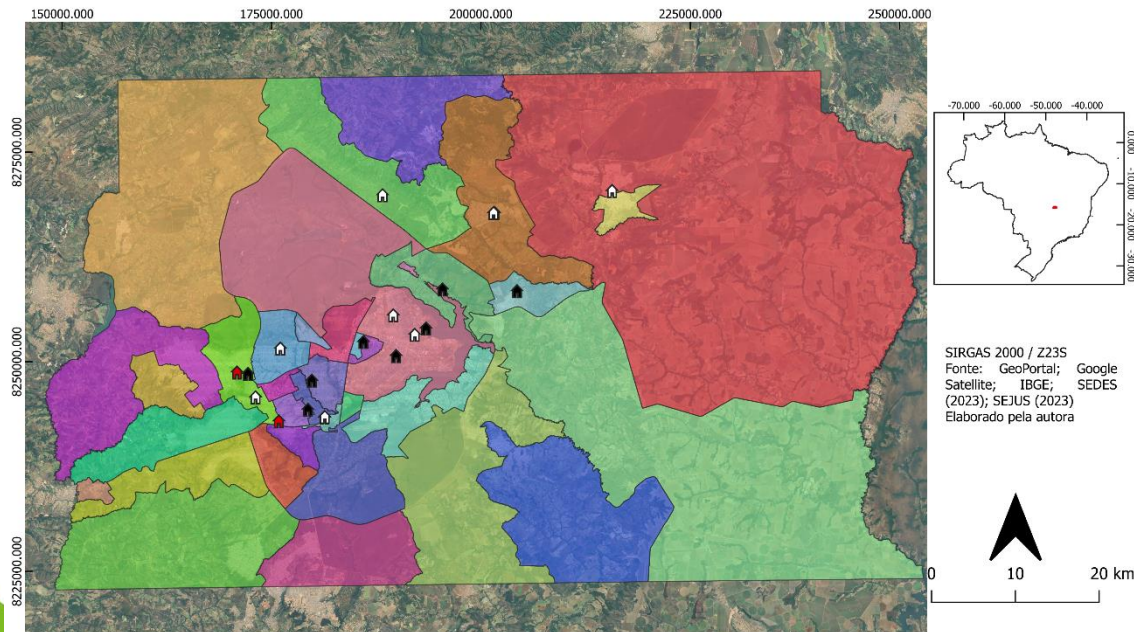 150000.000 175000.000 200000.000 225000.000 250000.000
8275000.000
8250000.000
8225000.000
-70.000 -60.000 -50.000 -40.000
0.000
-10.000
-20.000
-30.000
SIRGAS 2000 / Z23S
Fonte: GeoPortal; Google
Satellite; IBGE; SEDES
(2023); SEJUS (2023)
Elaborado pela autora
0 10 20 km